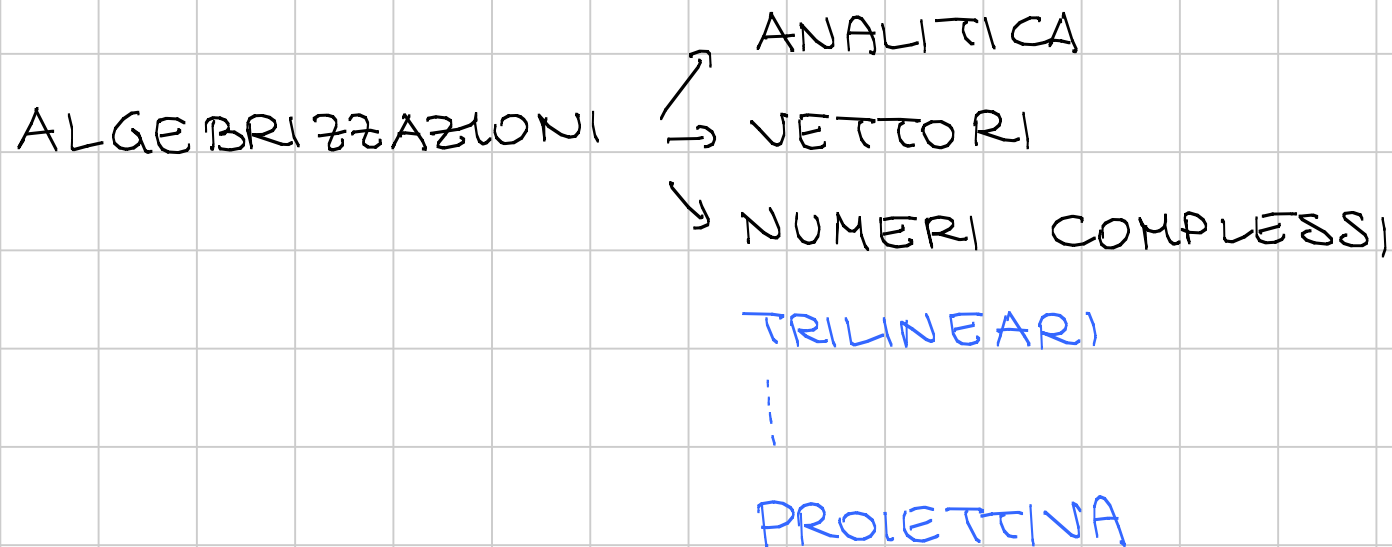 ANALITICA
ALGEBRIZZAZIONI → VETTORI
NUMERI COMPLESSI
TRILINEARI
PROIETTIVA